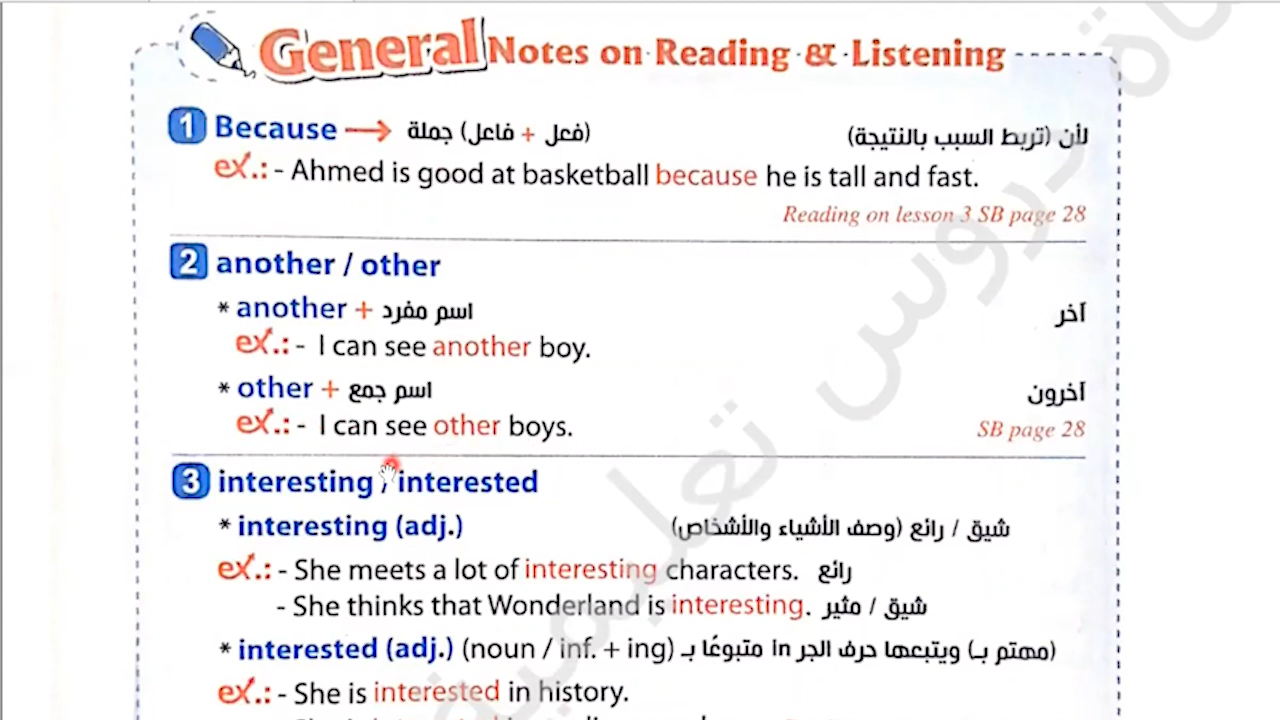 General Notes on Reading & Listening
1 Because → جملة (فاعل + فعل) لأن (تربط السبب بالنتيجة)
ex.: - Ahmed is good at basketball because he is tall and fast.
Reading on lesson 3 SB page 28
2 another / other
* another + اسم مفرد آخر
ex.: - I can see another boy.
* other + اسم جمع آخرون
ex.: - I can see other boys. SB page 28
3 interesting / interested
* interesting (adj.) شيق / رائع (وصف الأشياء والأشخاص)
ex.: - She meets a lot of interesting characters. رائع
- She thinks that Wonderland is interesting. شيق / مثير
* interested (adj.) (noun / inf. + ing) مهتم بـ) ويتبعها حرف الجر In متبوعًا بـ)
ex.: - She is interested in history.
دروس تعليمية